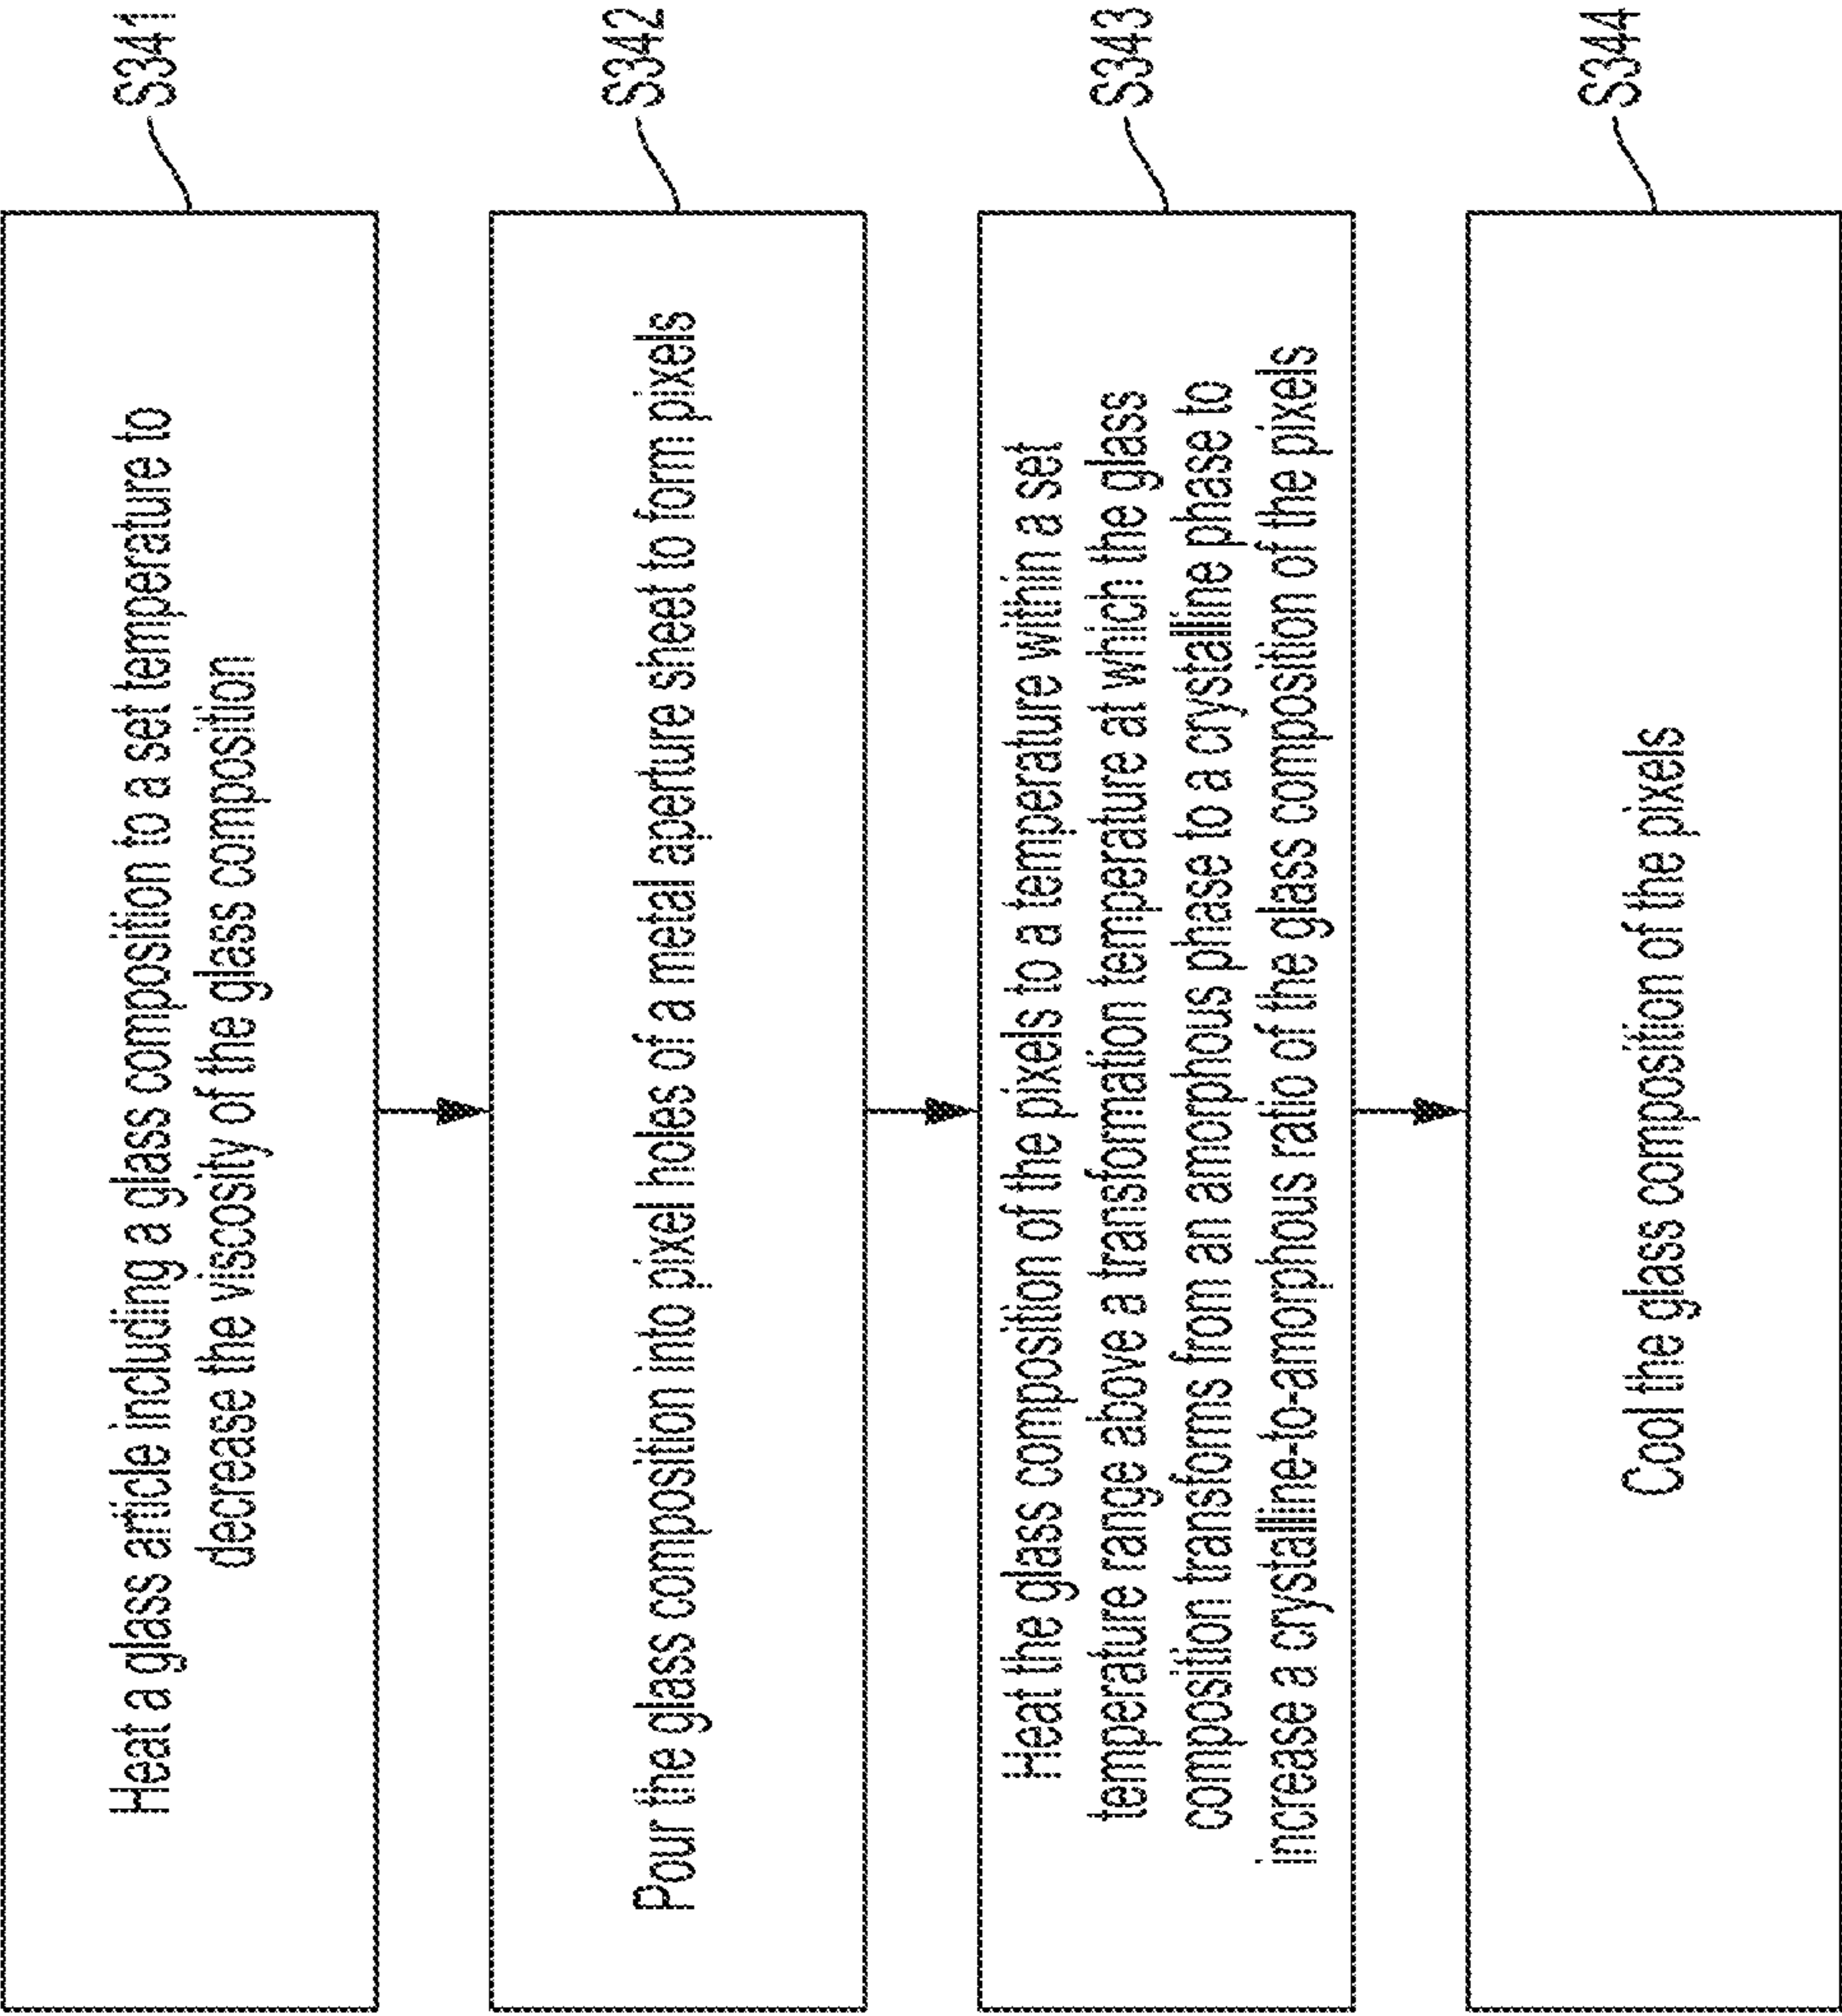 Heat a glass article including a glass composition to a set temperature to
decrease the viscosity of the glass composition
S341
Pour the glass composition into pixel holes of a metal aperture sheet to form pixels
S342
Heat the glass composition of the pixels to a temperature within a set
temperature range above a transformation temperature at which the glass
composition transforms from an amorphous phase to a crystalline phase to
increase a crystalline-to-amorphous ratio of the glass composition of the pixels
S343
Cool the glass composition of the pixels
S344